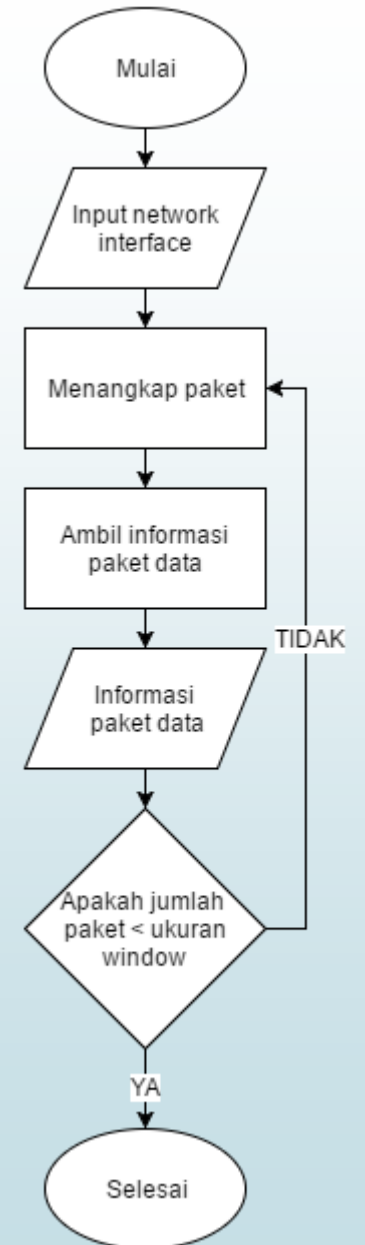 Mulai
Input network
interface
Menangkap paket
Ambil informasi
paket data
TIDAK
Informasi
paket data
Apakah jumlah
paket < ukuran
window
YA
Selesai